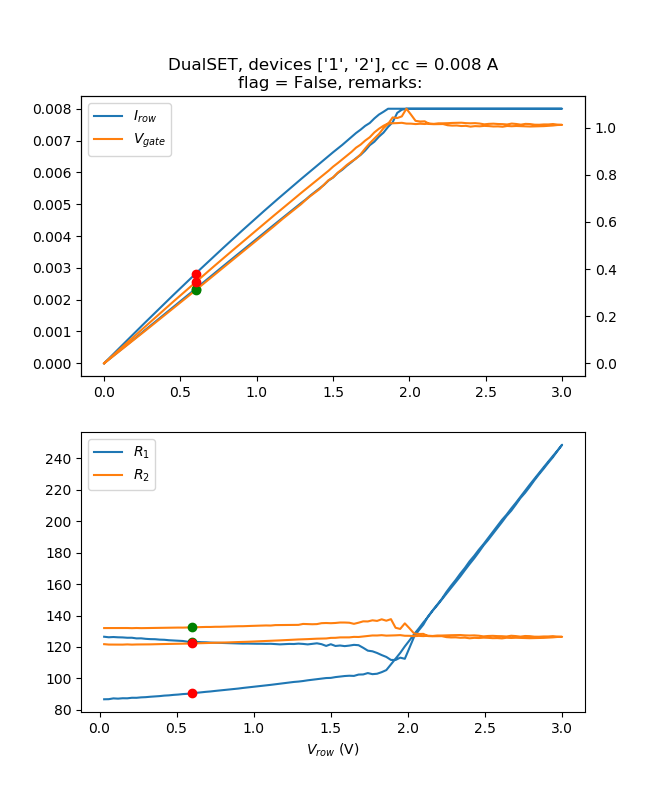 DualSET, devices ['1', '2'], cc = 0.008 A
flag = False, remarks:
0.008
0.007
0.006
0.005
0.004
0.003
0.002
0.001
0.000
I_row
V_gate
1.0
0.8
0.6
0.4
0.2
0.0
0.0 0.5 1.0 1.5 2.0 2.5 3.0
240
220
200
180
160
140
120
100
80
R_1
R_2
0.0 0.5 1.0 1.5 2.0 2.5 3.0
V_row (V)